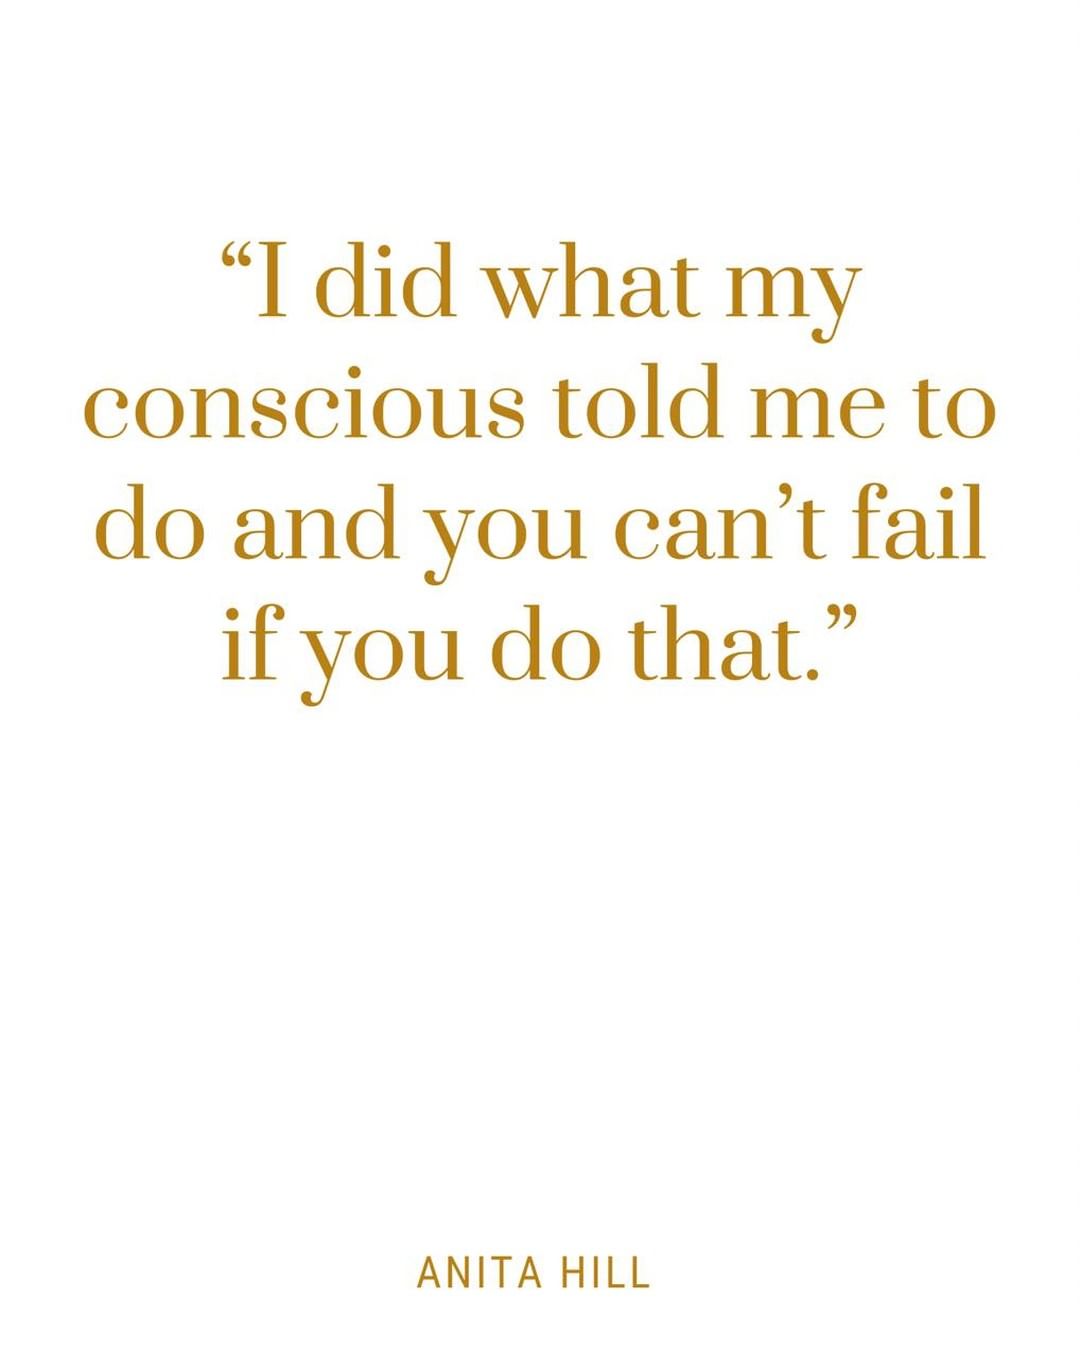 “I did what my
conscious told me to
do and you can’t fail
if you do that.”
ANITA HILL